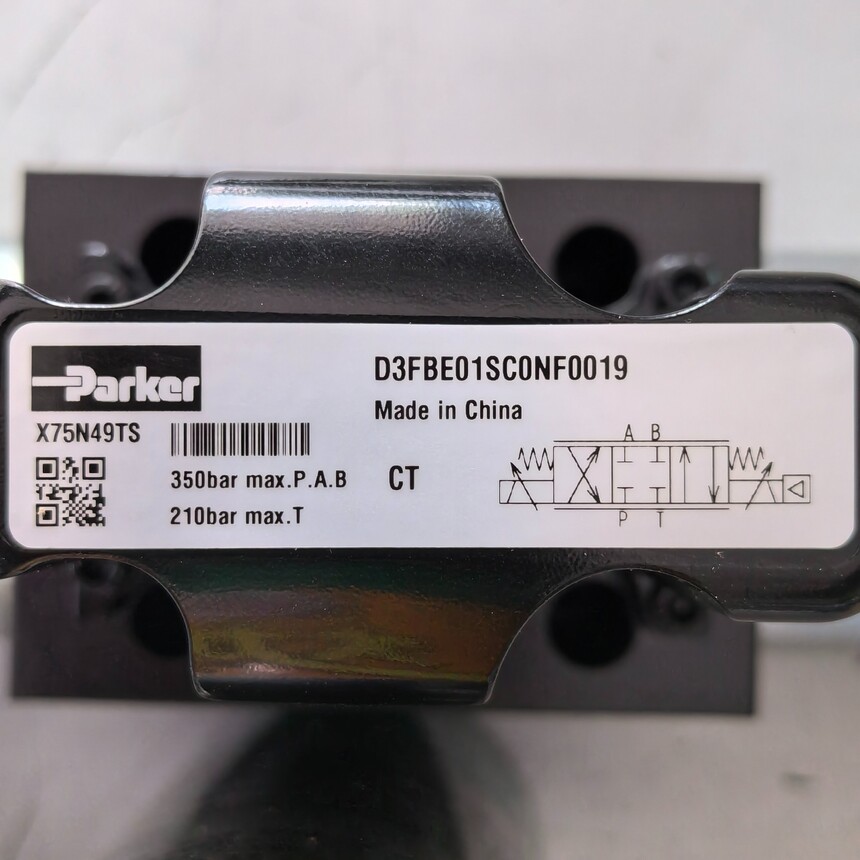 Parker
D3FBE01SC0NF0019
Made in China
X75N49TS
350bar max.P.A.B
CT
210bar max.T
A B
P T